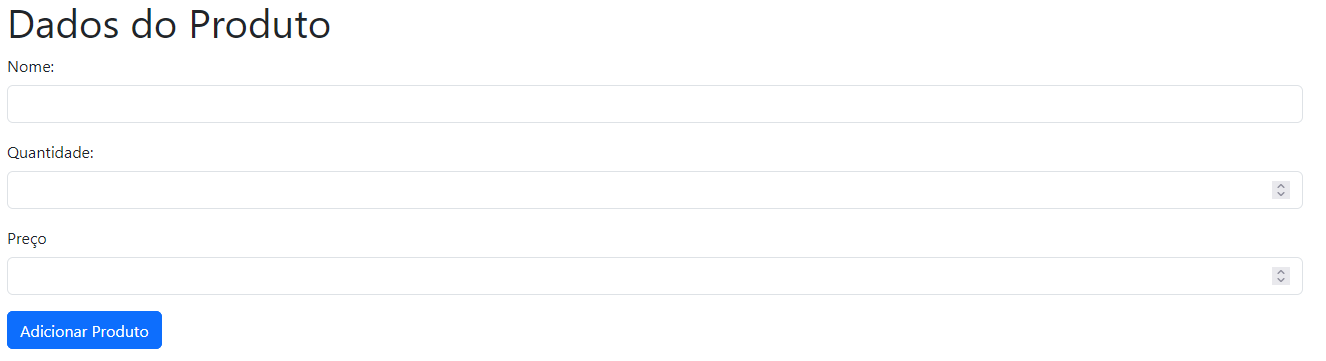 Dados do Produto
Nome:
Quantidade:
Preço
Adicionar Produto